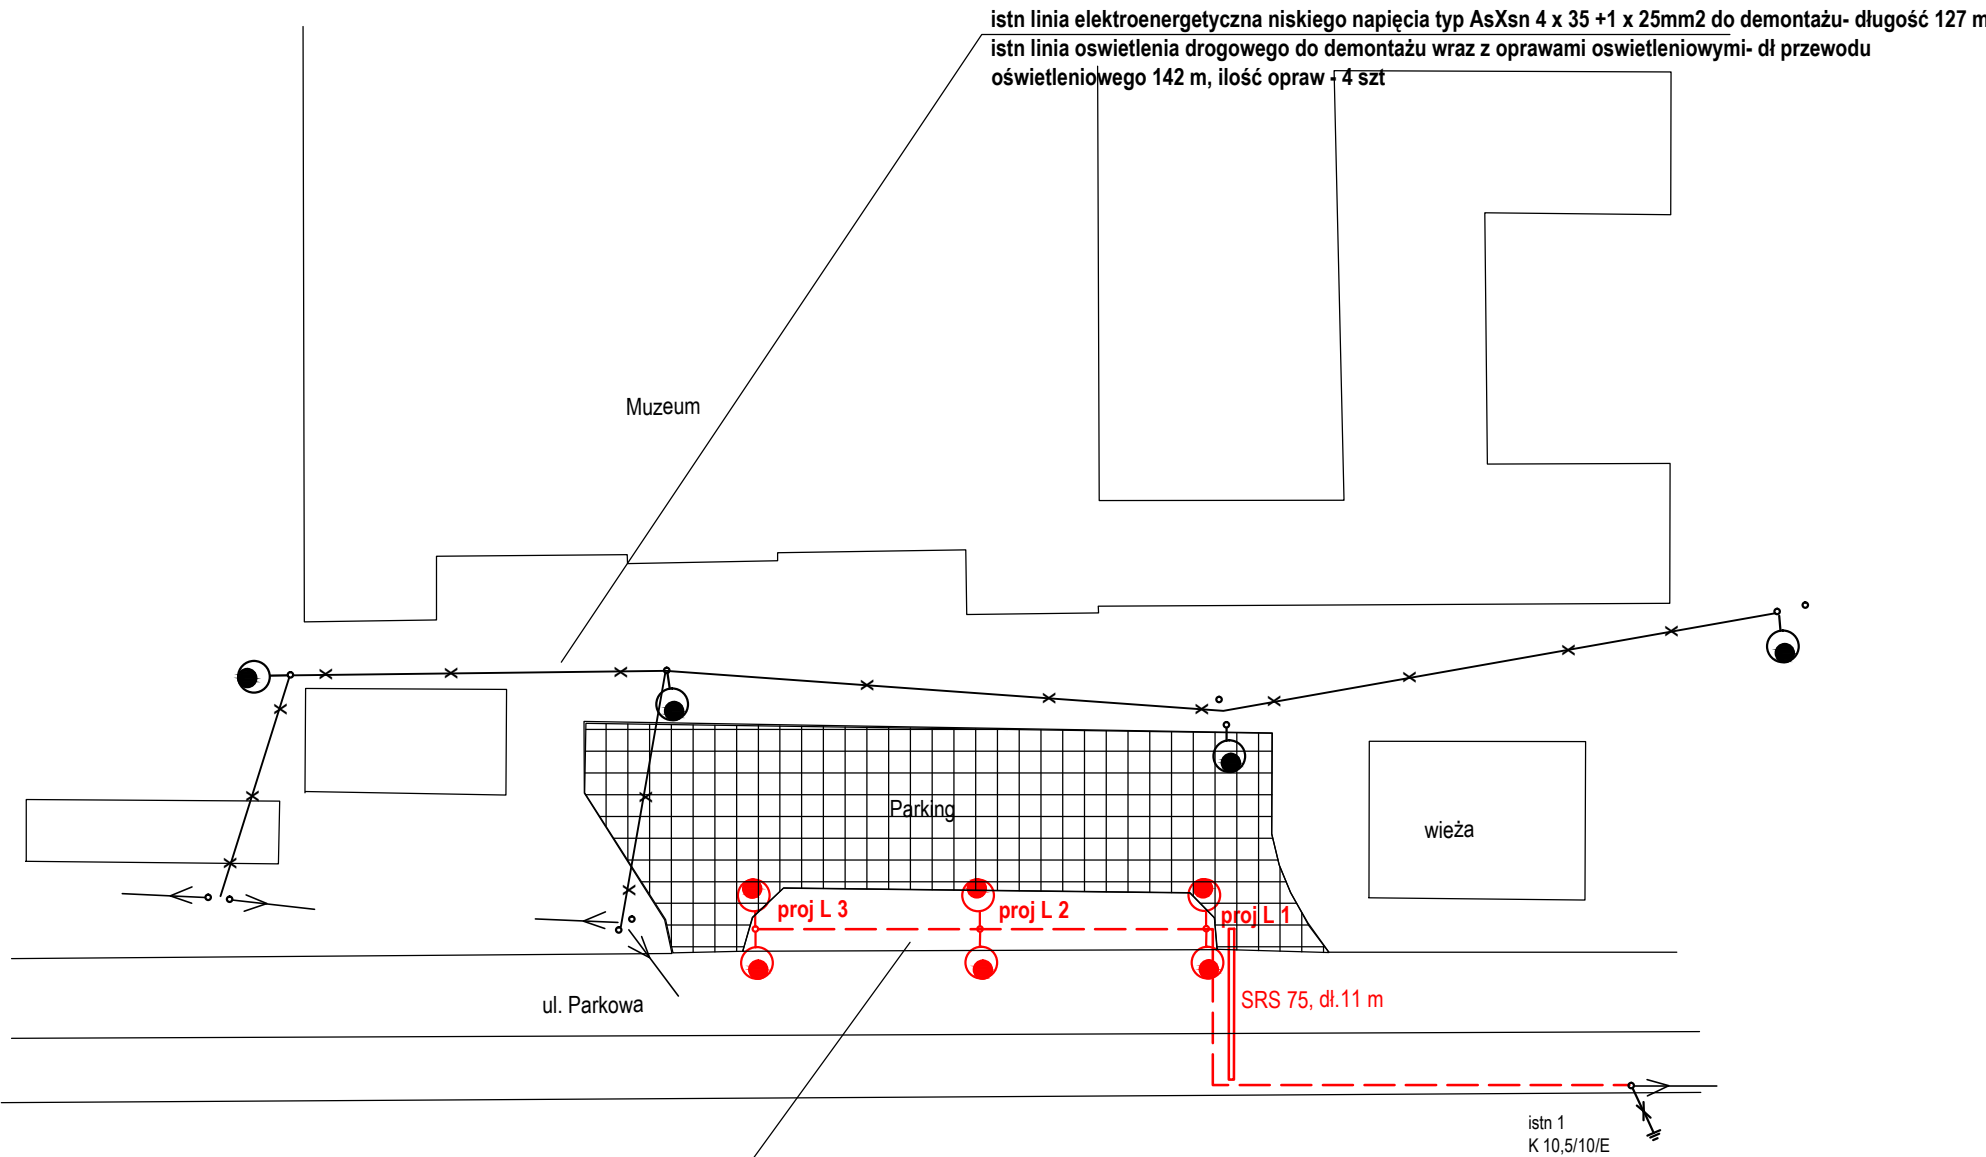 istn linia elektroenergetyczna niskiego napięcia typ AsXsn 4 x 35 +1 x 25mm2 do demontażu- długość 127 m
istn linia oswietlenia drogowego do demontażu wraz z oprawami oswietleniowymi- dł przewodu
oświetleniowego 142 m, ilość opraw - 4 szt
Muzeum
Parking
wieża
proj L 3
proj L 2
proj L 1
ul. Parkowa
SRS 75, dł.11 m
istn 1
K 10,5/10/E